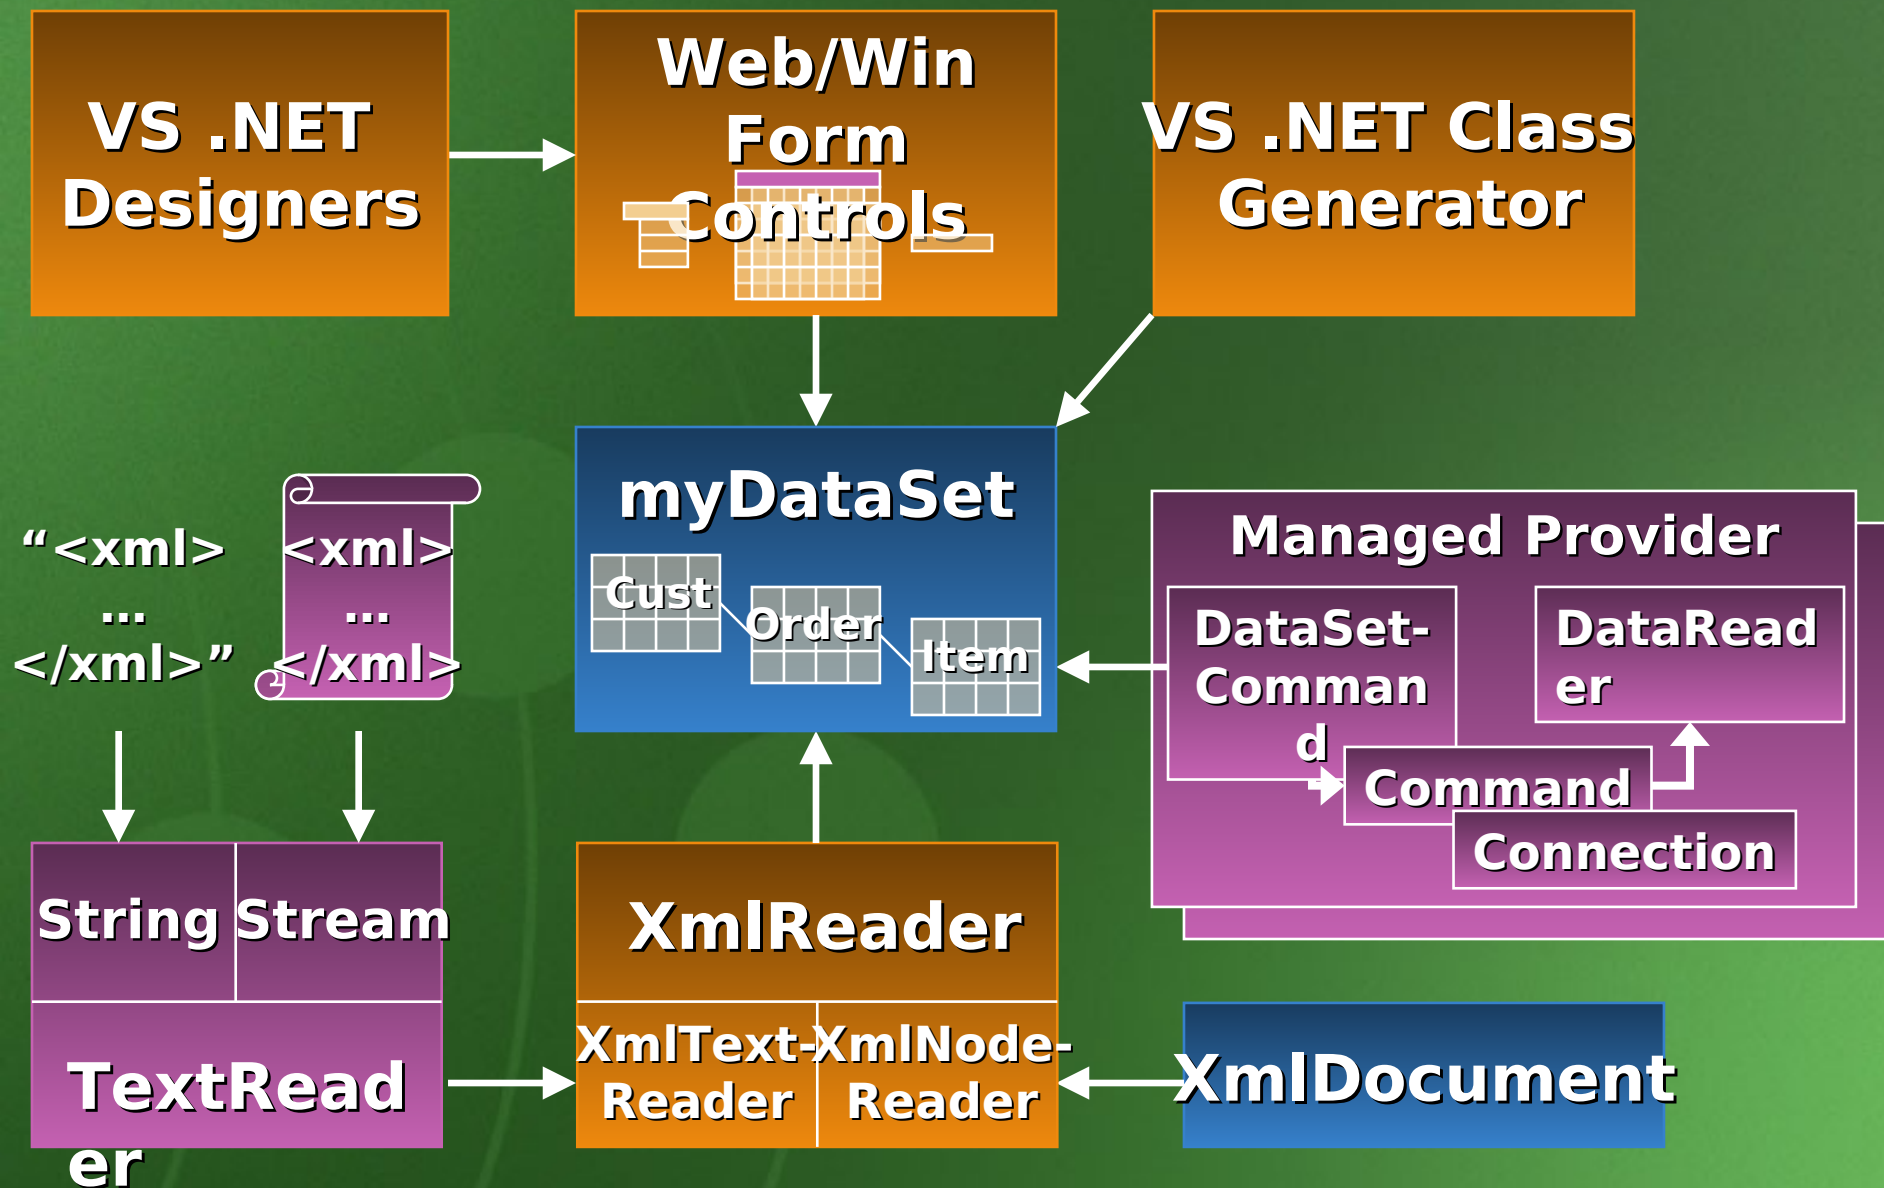 VS .NET
Designers
Web/Win
Form
Controls
VS .NET Class
Generator
“<xml>
...
</xml>”
<xml>
...
</xml>
myDataSet
Cust
Order
Item
Managed Provider
DataSet-
Comman
d
DataRead
er
Command
Connection
String
Stream
TextRead
er
XmlReader
XmlText-
Reader
XmlNode-
Reader
XmlDocument